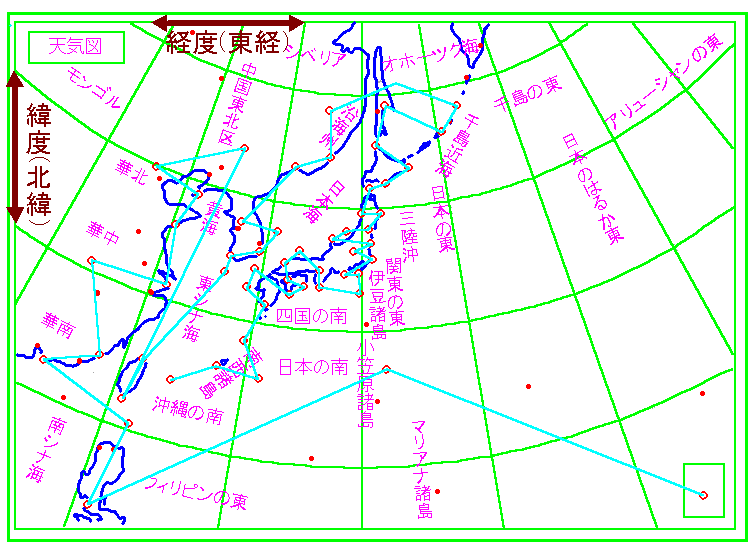 天気図
経度(東経)
緯度(北緯)
シベリア
オホーツク海
アリューシャンの東
モンゴル
中国東北区
沿海州
千島の東
千島近海
日本のはるか東
華北
黄海
日本海
三陸沖
日本の東
華中
東シナ海
関東の東
伊豆諸島
華南
四国の南
日本の南
小笠原諸島
南西諸島
沖縄の南
南シナ海
マリアナ諸島
フィリピンの東